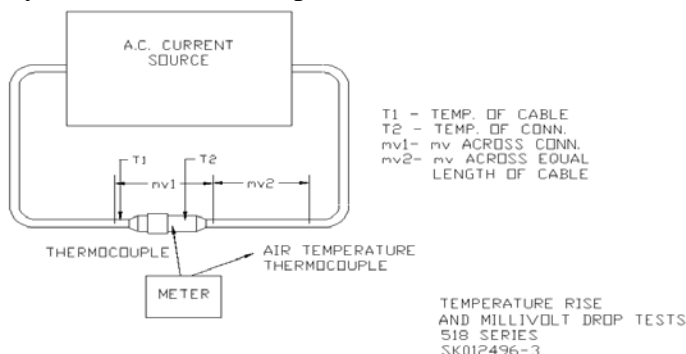 A.C. CURRENT
SOURCE
T1 - TEMP. OF CABLE
T2 - TEMP. OF CONN.
mv1- mv ACROSS CONN.
mv2- mv ACROSS EQUAL
LENGTH OF CABLE
T1
T2
mv1
mv2
THERMOCOUPLE
AIR TEMPERATURE
THERMOCOUPLE
METER
TEMPERATURE RISE
AND MILLIVOLT DROP TESTS
518 SERIES
SK012496-3